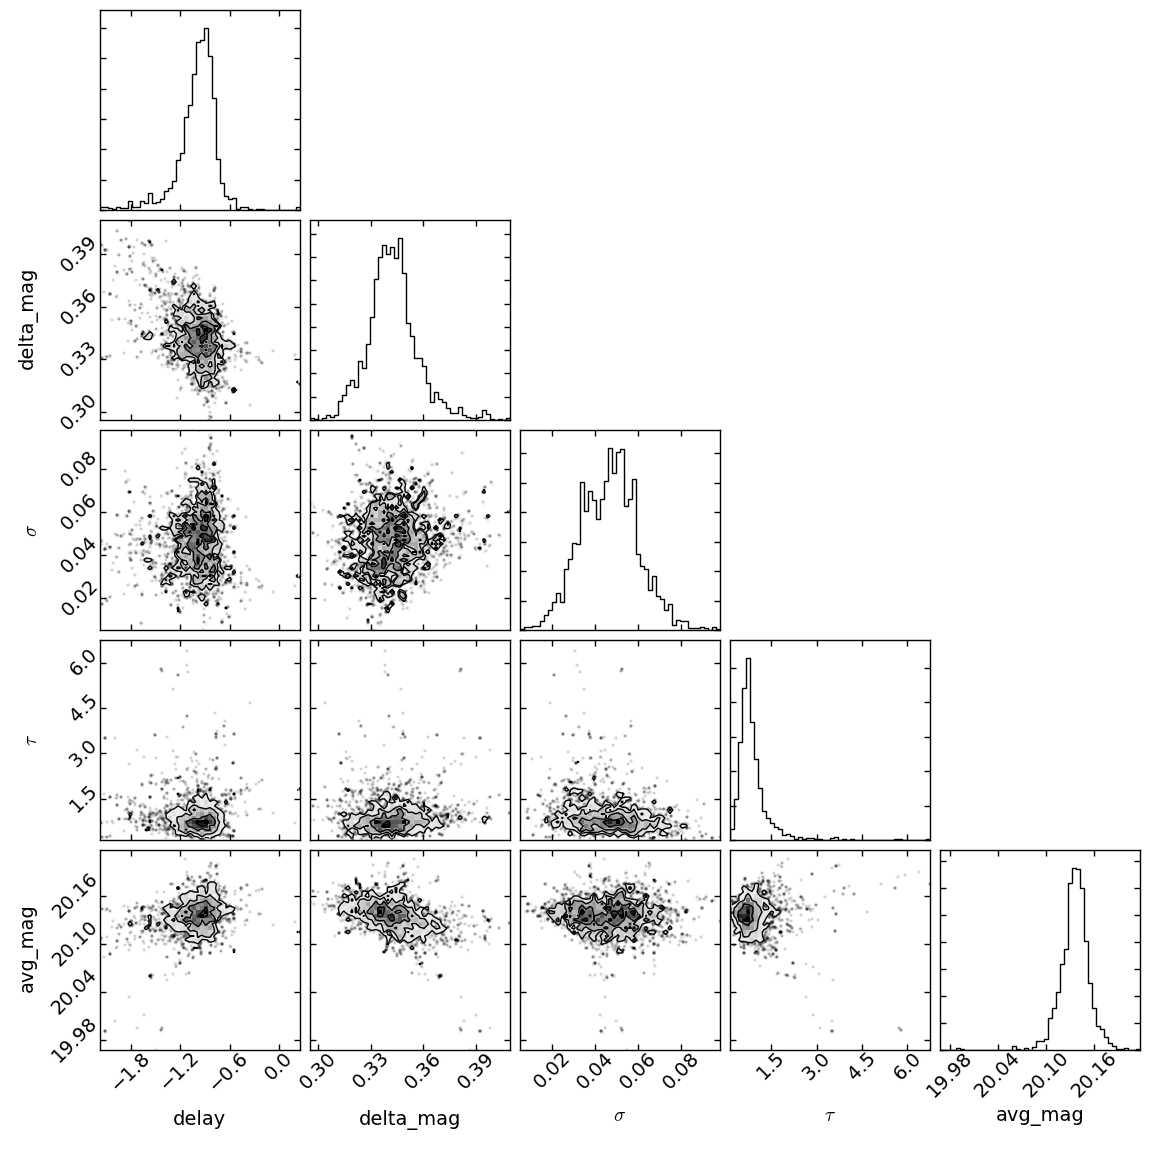 delta_mag
0.39
0.36
0.33
0.30
σ
0.08
0.06
0.04
0.02
τ
6.0
4.5
3.0
1.5
avg_mag
20.16
20.10
20.04
19.98
−1.8 −1.2 −0.6 0.0
0.30 0.33 0.36 0.39
0.02 0.04 0.06 0.08
1.5 3.0 4.5 6.0
19.98 20.04 20.10 20.16
delay delta_mag σ τ avg_mag